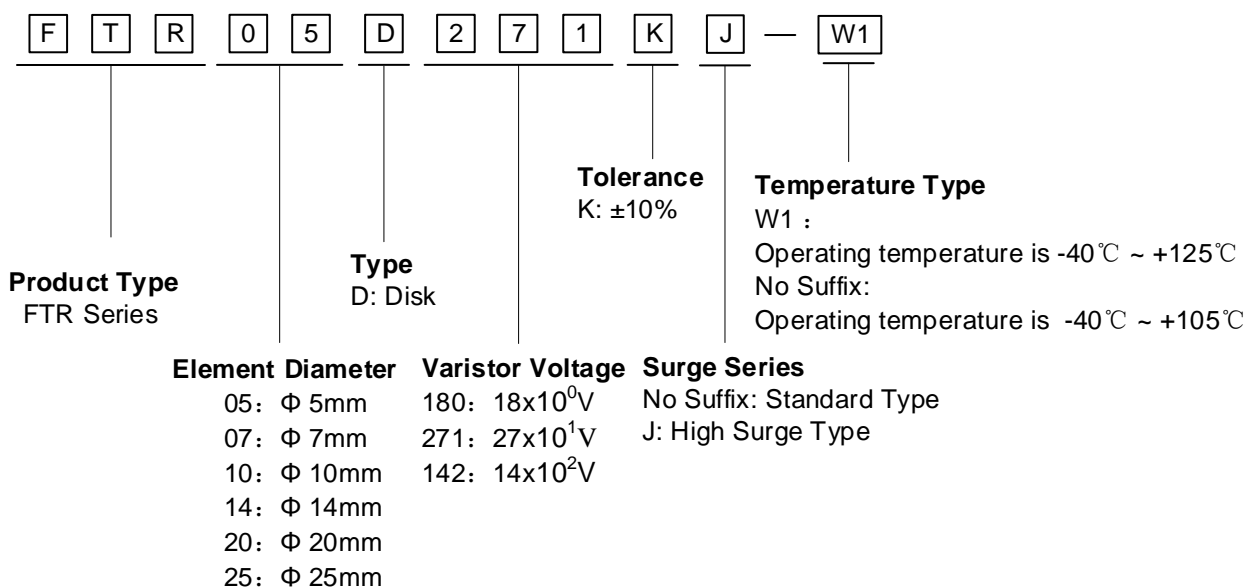 F T R 0 5 D 2 7 1 K J — W1
Product Type
FTR Series
Element Diameter
05：Φ 5mm
07：Φ 7mm
10：Φ 10mm
14：Φ 14mm
20：Φ 20mm
25：Φ 25mm
Type
D: Disk
Varistor Voltage
180：18x10⁰V
271：27x10¹V
142：14x10²V
Tolerance
K: ±10%
Surge Series
No Suffix: Standard Type
J: High Surge Type
Temperature Type
W1：
Operating temperature is -40℃ ~ +125℃
No Suffix:
Operating temperature is -40℃ ~ +105℃